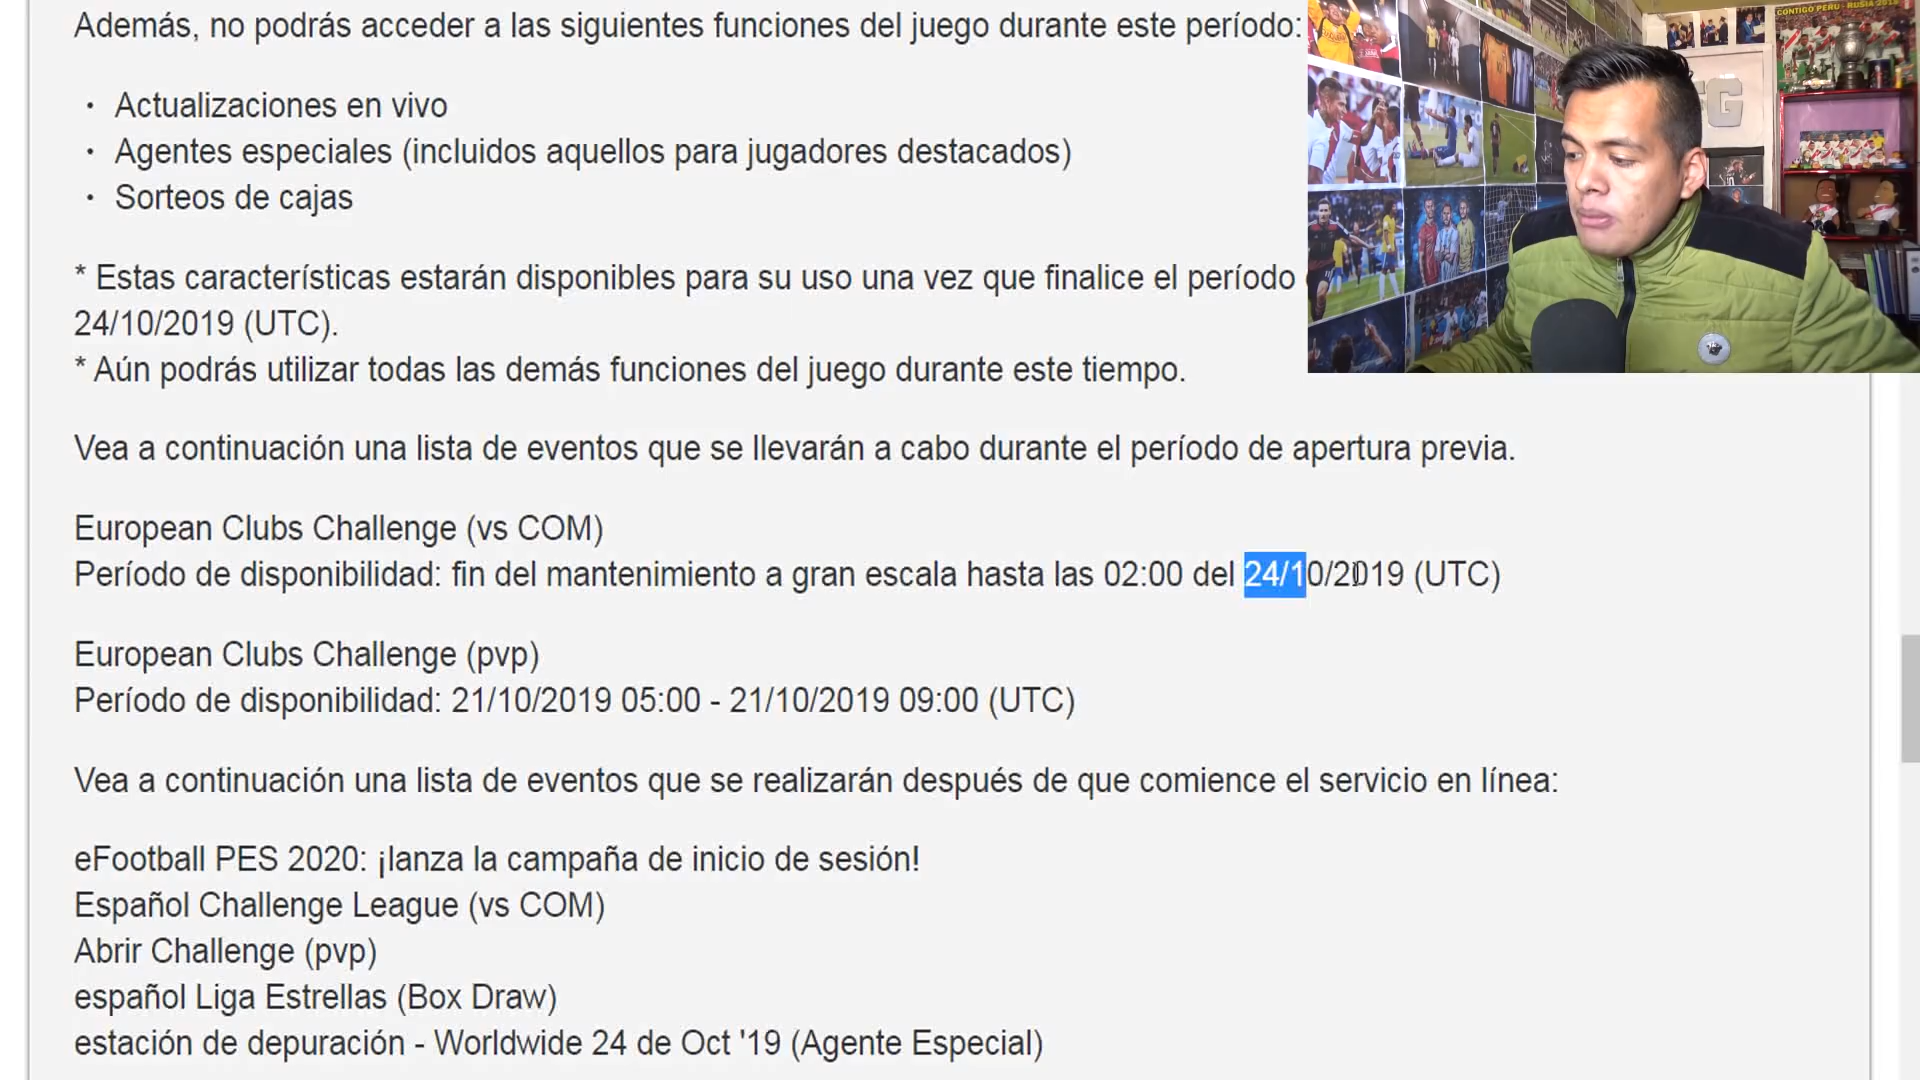 Además, no podrás acceder a las siguientes funciones del juego durante este período:
· Actualizaciones en vivo
· Agentes especiales (incluidos aquellos para jugadores destacados)
· Sorteos de cajas
* Estas características estarán disponibles para su uso una vez que finalice el período
24/10/2019 (UTC).
* Aún podrás utilizar todas las demás funciones del juego durante este tiempo.
Vea a continuación una lista de eventos que se llevarán a cabo durante el período de apertura previa.
European Clubs Challenge (vs COM)
Período de disponibilidad: fin del mantenimiento a gran escala hasta las 02:00 del 24/10/2019 (UTC)
European Clubs Challenge (pvp)
Período de disponibilidad: 21/10/2019 05:00 - 21/10/2019 09:00 (UTC)
Vea a continuación una lista de eventos que se realizarán después de que comience el servicio en línea:
eFootball PES 2020: ¡lanza la campaña de inicio de sesión!
Español Challenge League (vs COM)
Abrir Challenge (pvp)
español Liga Estrellas (Box Draw)
estación de depuración - Worldwide 24 de Oct '19 (Agente Especial)
CONTIGO PERU - RUSIA 2018
G